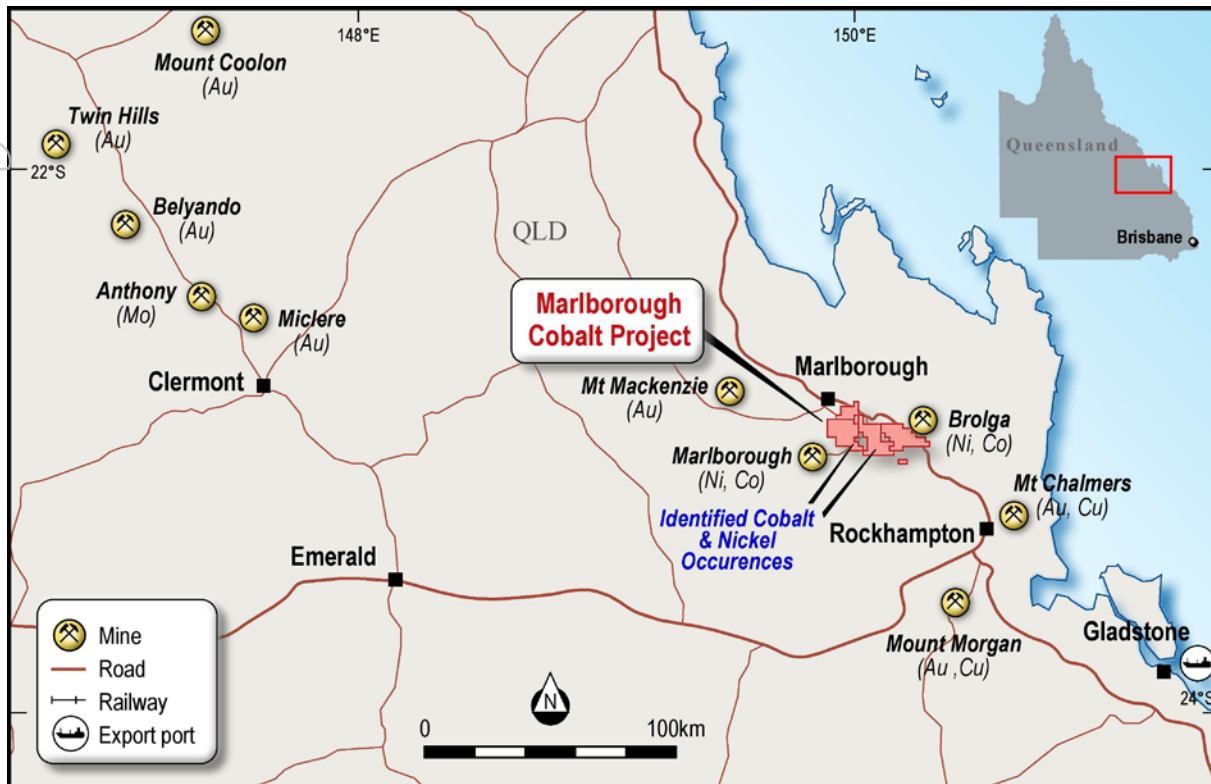 148°E
150°E
Mount Coolon
(Au)
Twin Hills
(Au)
22°S
Queensland
Belyando
(Au)
QLD
Brisbane
Anthony
(Mo)
Miclere
(Au)
Marlborough
Cobalt Project
Clermont
Mt Mackenzie
(Au)
Marlborough
Brolga
(Ni, Co)
Marlborough
(Ni, Co)
Mt Chalmers
(Au, Cu)
Identified Cobalt
& Nickel
Occurences
Rockhampton
Emerald
Mount Morgan
(Au ,Cu)
Gladstone
24°S
Mine
Road
Railway
Export port
N
0
100km